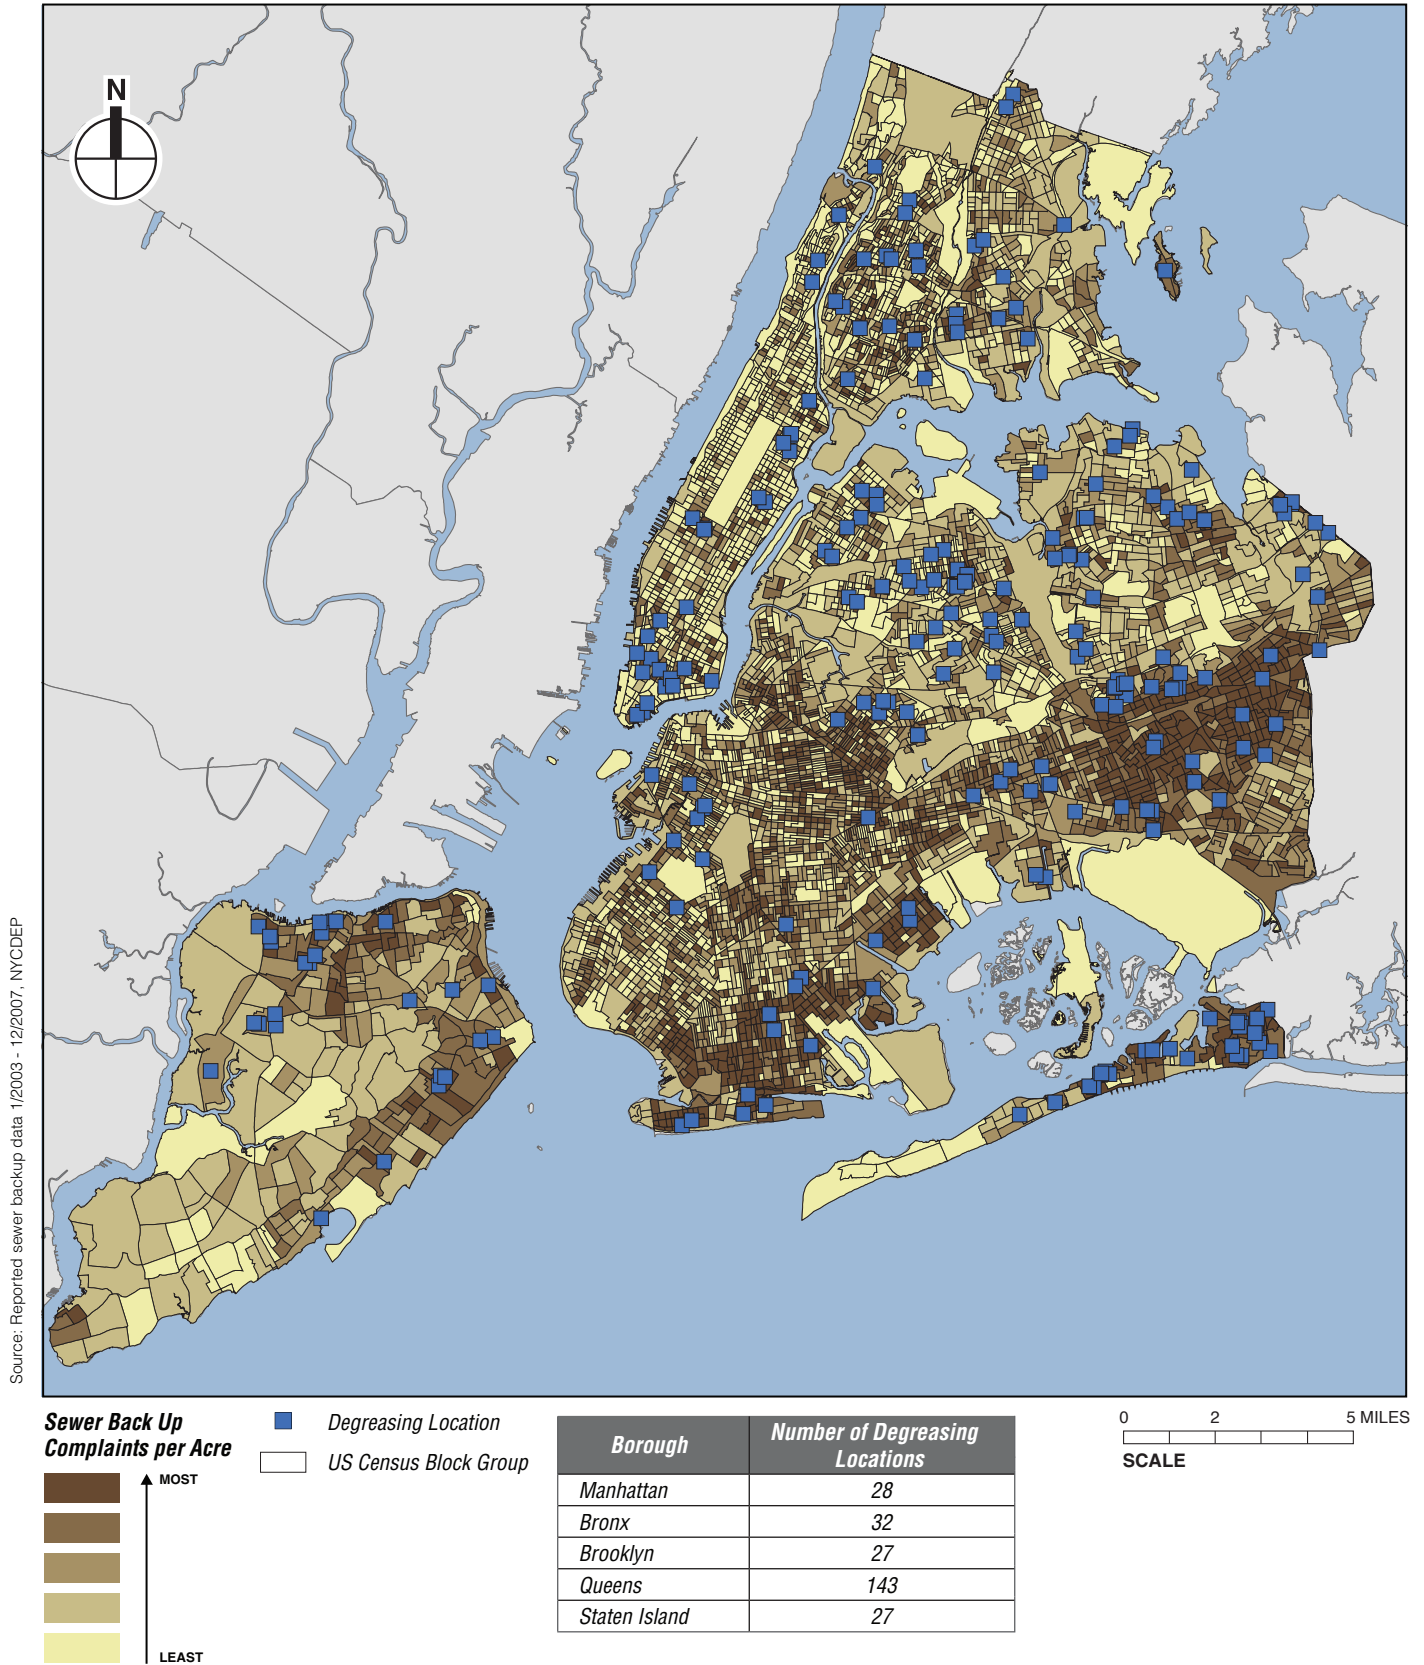 N
Source: Reported sewer backup data 1/2003 - 12/2007, NYCDEP
Sewer Back Up
Complaints per Acre
MOST
LEAST
Degreasing Location
US Census Block Group
Borough Number of Degreasing
Locations
Manhattan 28
Bronx 32
Brooklyn 27
Queens 143
Staten Island 27
0 2 5 MILES
SCALE